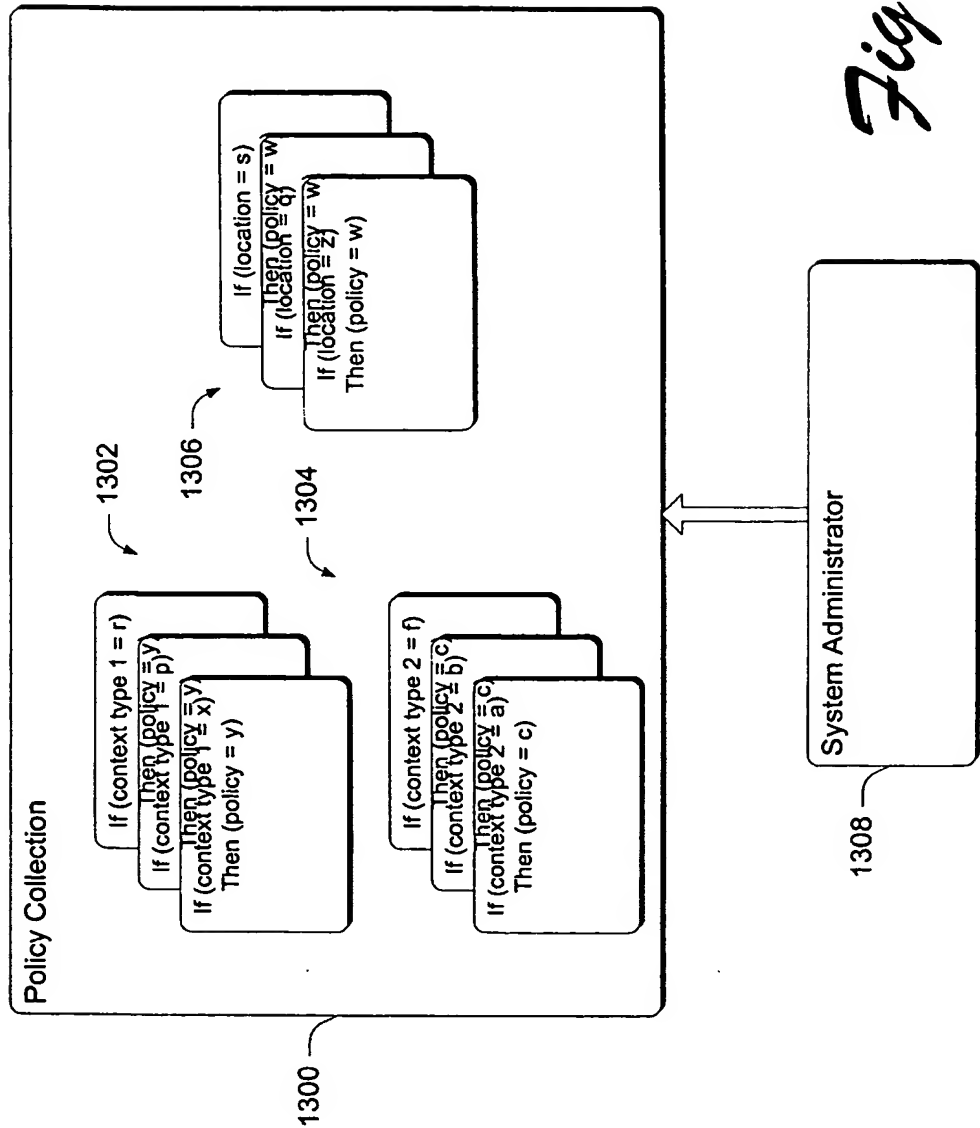 Policy Collection
1300
1302
If (context type 1 = r)
Then (policy = y)
If (context type 1 = p)
Then (policy = y)
If (context type 1 = x)
Then (policy = y)
1304
If (context type 2 = f)
Then (policy = c)
If (context type 2 = b)
Then (policy = c)
If (context type 2 = a)
Then (policy = c)
1306
If (location = s)
Then (policy = w)
If (location = q)
Then (policy = w
If (location = z)
Then (policy = w)
System Administrator
1308
Fig